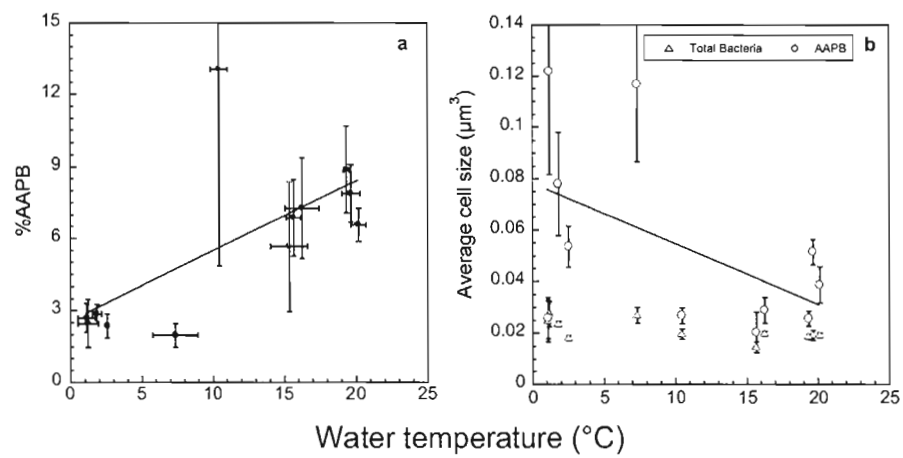 15
12
9
6
3
0
%AAPB
a
0 5 10 15 20 25
0.14
0.12
0.1
0.08
0.06
0.04
0.02
0
Average cell size (μm³)
Total Bacteria AAPB
b
0 5 10 15 20 25
Water temperature (°C)